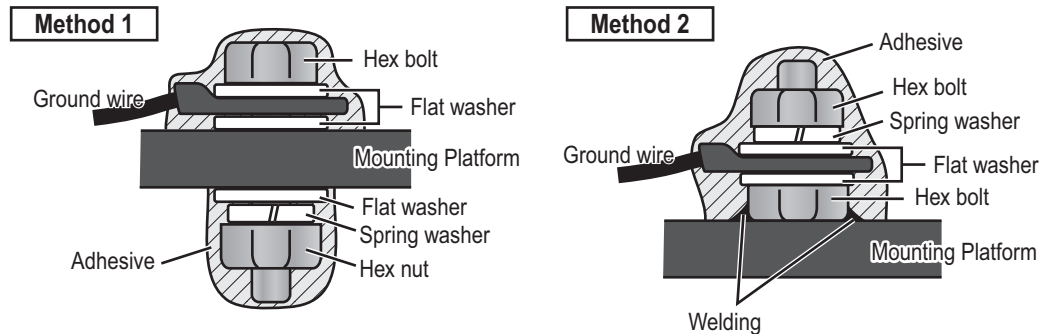 Method 1
Hex bolt
Ground wire
Flat washer
Mounting Platform
Flat washer
Spring washer
Adhesive
Hex nut
Method 2
Adhesive
Hex bolt
Spring washer
Ground wire
Flat washer
Hex bolt
Mounting Platform
Welding